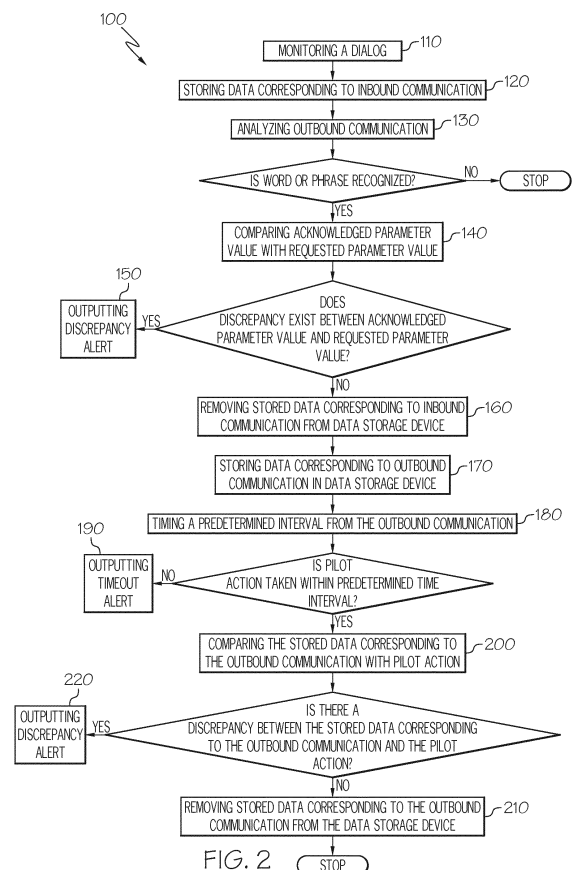 100
MONITORING A DIALOG
110
STORING DATA CORRESPONDING TO INBOUND COMMUNICATION
120
ANALYZING OUTBOUND COMMUNICATION
130
IS WORD OR PHRASE RECOGNIZED?
NO
STOP
YES
COMPARING ACKNOWLEDGED PARAMETER
VALUE WITH REQUESTED PARAMETER VALUE
140
150
OUTPUTTING
DISCREPANCY
ALERT
YES
DOES
DISCREPANCY EXIST BETWEEN ACKNOWLEDGED
PARAMETER VALUE AND REQUESTED PARAMETER
VALUE?
NO
REMOVING STORED DATA CORRESPONDING TO INBOUND
COMMUNICATION FROM DATA STORAGE DEVICE
160
STORING DATA CORRESPONDING TO OUTBOUND
COMMUNICATION IN DATA STORAGE DEVICE
170
TIMING A PREDETERMINED INTERVAL FROM THE OUTBOUND COMMUNICATION
180
190
OUTPUTTING
TIMEOUT
ALERT
NO
IS PILOT
ACTION TAKEN WITHIN PREDETERMINED TIME
INTERVAL?
YES
COMPARING THE STORED DATA CORRESPONDING TO
THE OUTBOUND COMMUNICATION WITH PILOT ACTION
200
220
OUTPUTTING
DISCREPANCY
ALERT
YES
IS THERE A
DISCREPANCY BETWEEN THE STORED DATA CORRESPONDING
TO THE OUTBOUND COMMUNICATION AND THE PILOT
ACTION?
NO
REMOVING STORED DATA CORRESPONDING TO THE OUTBOUND
COMMUNICATION FROM THE DATA STORAGE DEVICE
210
FIG. 2
STOP